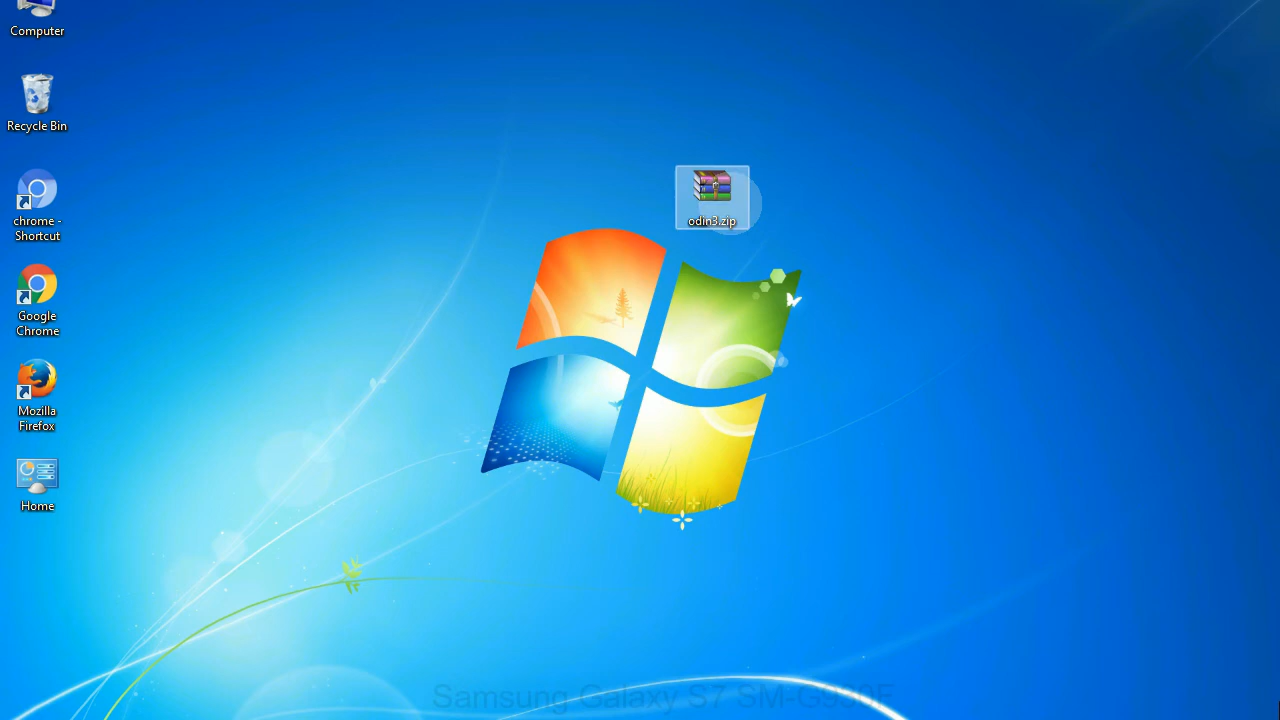 Computer
Recycle Bin
chrome -
Shortcut
Google
Chrome
Mozilla
Firefox
Home
odin3.zip
Samsung Galaxy S7 SM-G930F